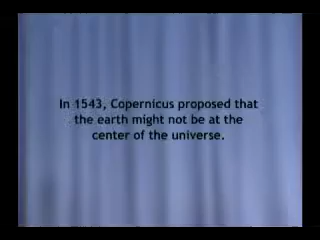 In 1543, Copernicus proposed that
the earth might not be at the
center of the universe.